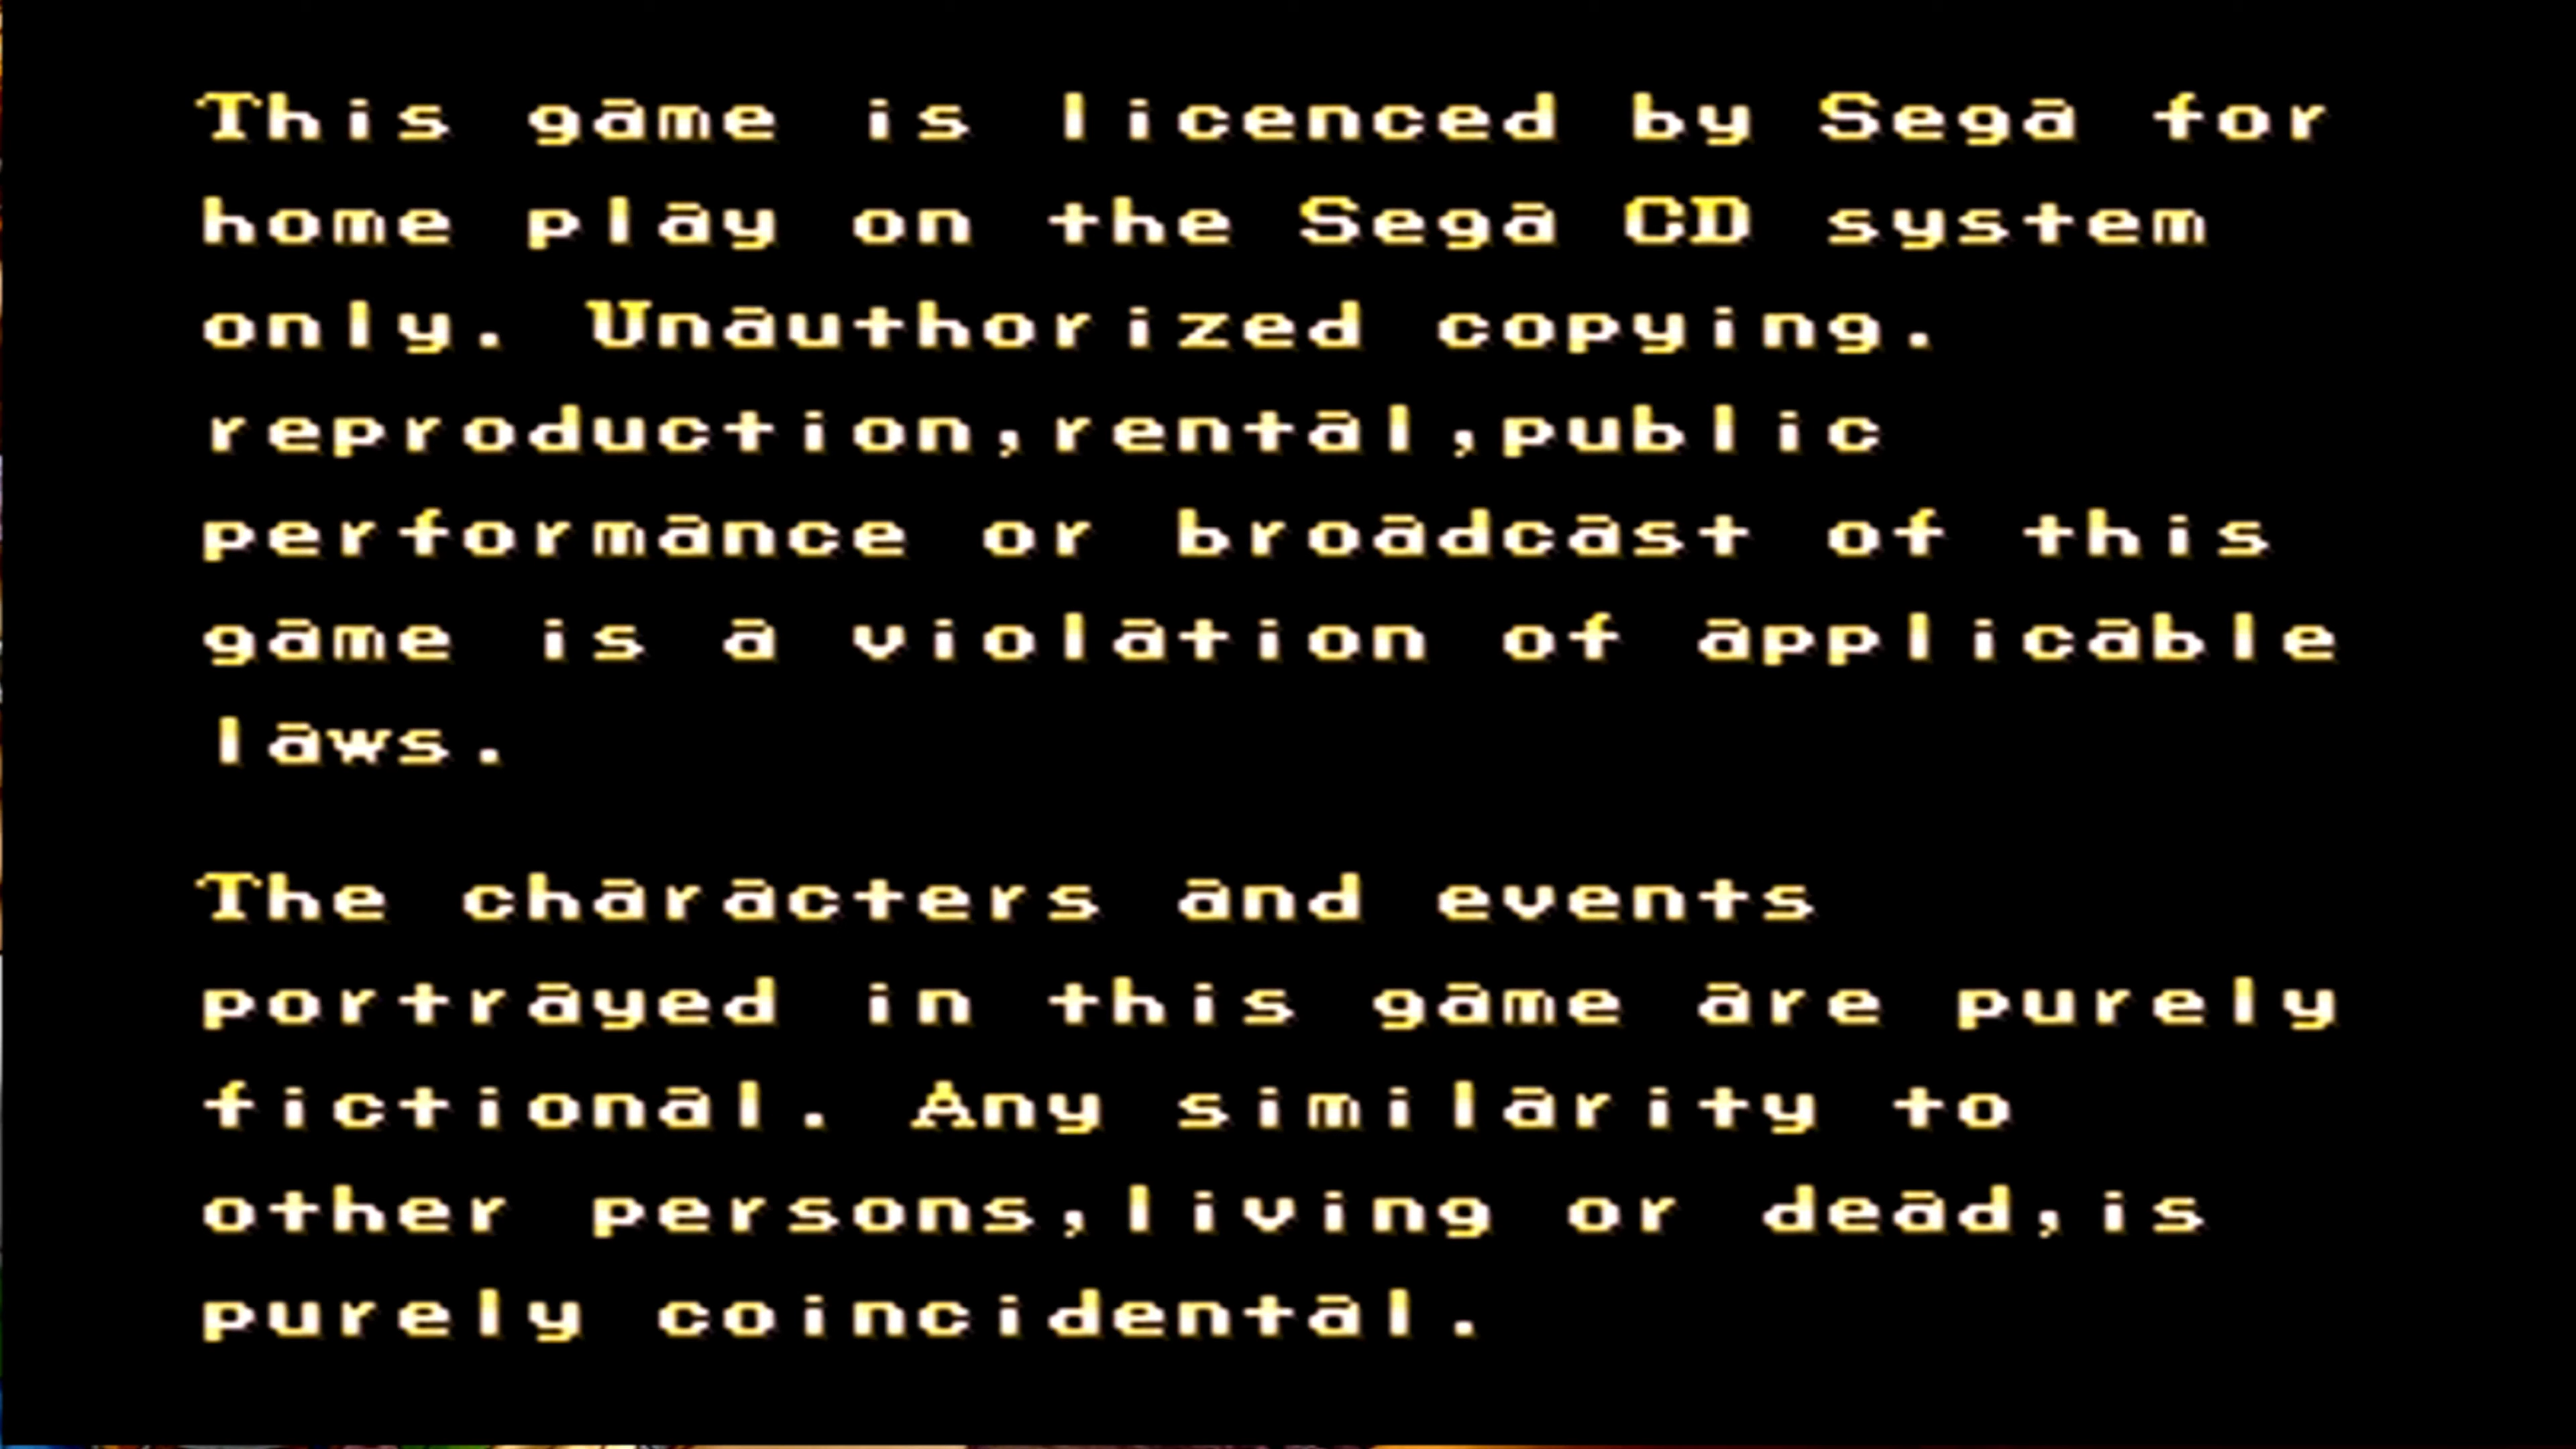 This game is licenced by Sega for
home play on the Sega CD system
only. Unauthorized copying.
reproduction,rental,public
performance or broadcast of this
game is a violation of applicable
laws.
The characters and events
portrayed in this game are purely
fictional. Any similarity to
other persons,living or dead,is
purely coincidental.